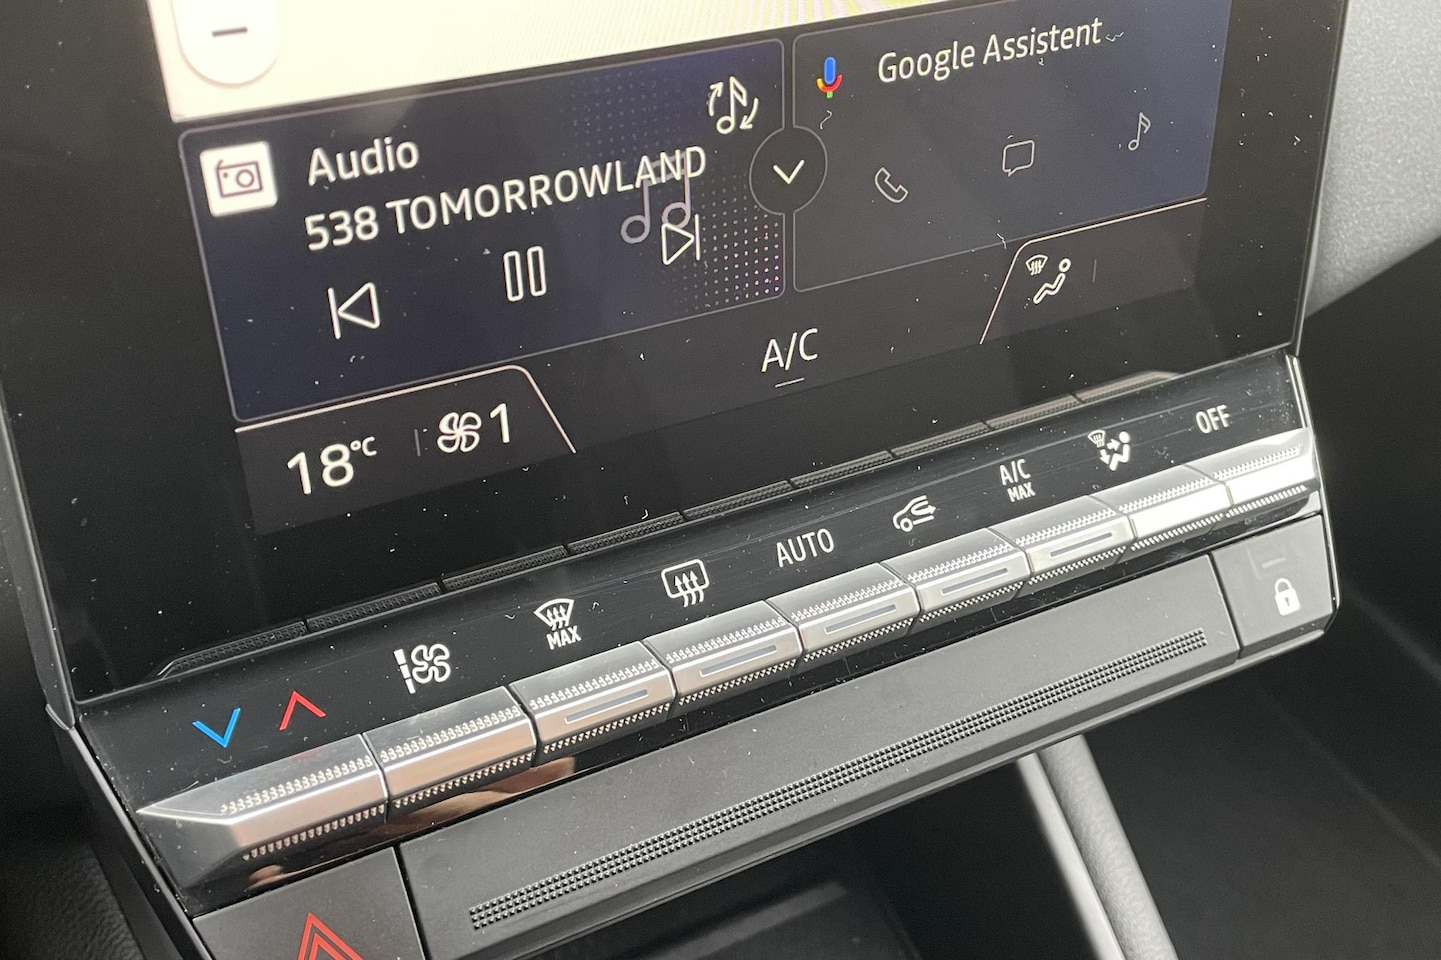 Google Assistent
Audio
538 TOMORROWLAND
A/C
18°C 1
MAX
AUTO
A/C
MAX
OFF